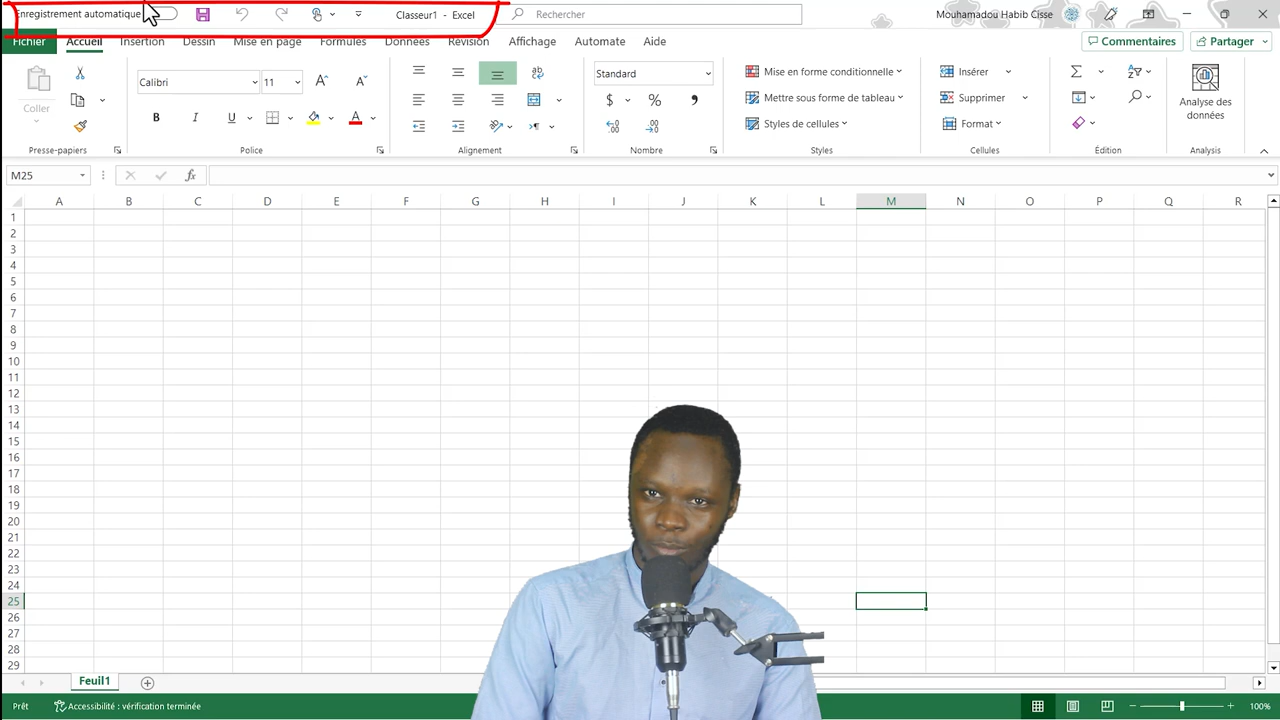 Enregistrement automatique
Classeur1 - Excel
Rechercher
Mouhamadou Habib Cisse
Fichier
Accueil
Insertion
Dessin
Mise en page
Formules
Données
Révision
Affichage
Automate
Aide
Commentaires
Partager
Coller
Presse-papiers
Calibri
11
Police
Alignement
Standard
$ %
Nombre
Mise en forme conditionnelle
Mettre sous forme de tableau
Styles de cellules
Styles
Insérer
Supprimer
Format
Cellules
Édition
Analyse des
données
Analysis
M25
fx
A B C D E F G H I J K L M N O P Q R
1
2
3
4
5
6
7
8
9
10
11
12
13
14
15
16
17
18
19
20
21
22
23
24
25
26
27
28
29
Feuil1
Prêt
Accessibilité : vérification terminée
100%